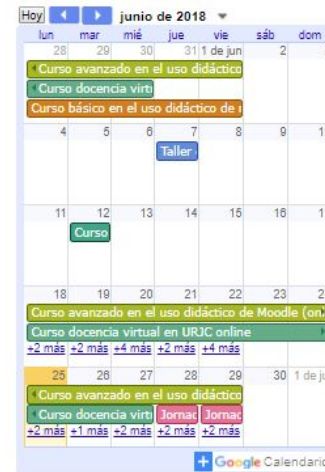 Hoy junio de 2018
lun mar mié jue vie sáb dom
28 29 30 31 1 de jun 2
Curso avanzado en el uso didáctico
Curso docencia virtu
Curso básico en el uso didáctico de
4 5 6 7 8 9 1
Taller
11 12 13 14 15 16 1
Curso
18 19 20 21 22 23 2
Curso avanzado en el uso didáctico de Moodle (on
Curso docencia virtual en URJC online
+2 más +2 más +4 más +2 más +4 más
25 26 27 28 29 30 1 de ju
Curso avanzado en el uso didáctico
Curso docencia virtu Jornad Jornad
+2 más +1 más +2 más +2 más +2 más
Google Calendario